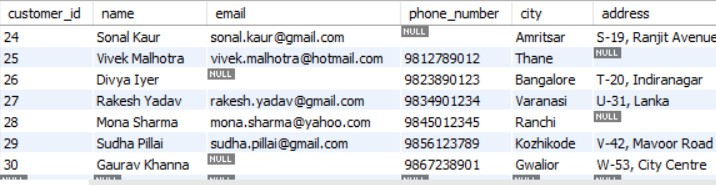 customer_id name email phone_number city address
24 Sonal Kaur sonal.kaur@gmail.com NULL Amritsar S-19, Ranjit Avenue
25 Vivek Malhotra vivek.malhotra@hotmail.com 9812789012 Thane NULL
26 Divya Iyer NULL 9823890123 Bangalore T-20, Indiranagar
27 Rakesh Yadav rakesh.yadav@gmail.com 9834901234 Varanasi U-31, Lanka
28 Mona Sharma mona.sharma@yahoo.com 9845012345 Ranchi NULL
29 Sudha Pillai sudha.pillai@gmail.com 9856123789 Kozhikode V-42, Mavoor Road
30 Gaurav Khanna NULL 9867238901 Gwalior W-53, City Centre